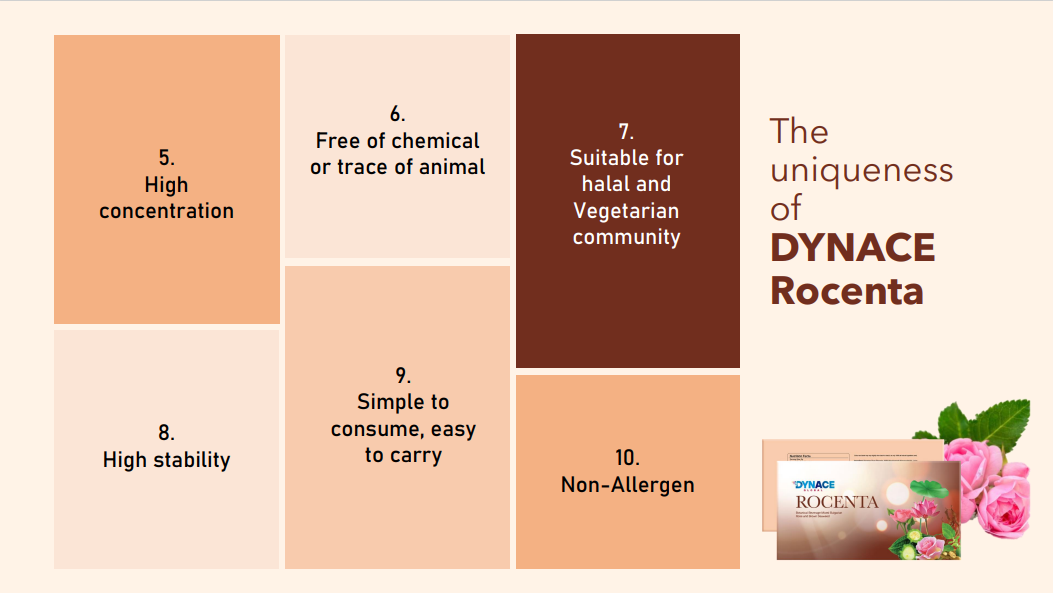 5.
High
concentration
6.
Free of chemical
or trace of animal
7.
Suitable for
halal and
Vegetarian
community
8.
High stability
9.
Simple to
consume, easy
to carry
10.
Non-Allergen
The
uniqueness
of
DYNACE
Rocenta
DYNACE
GLOBAL
ROCENTA